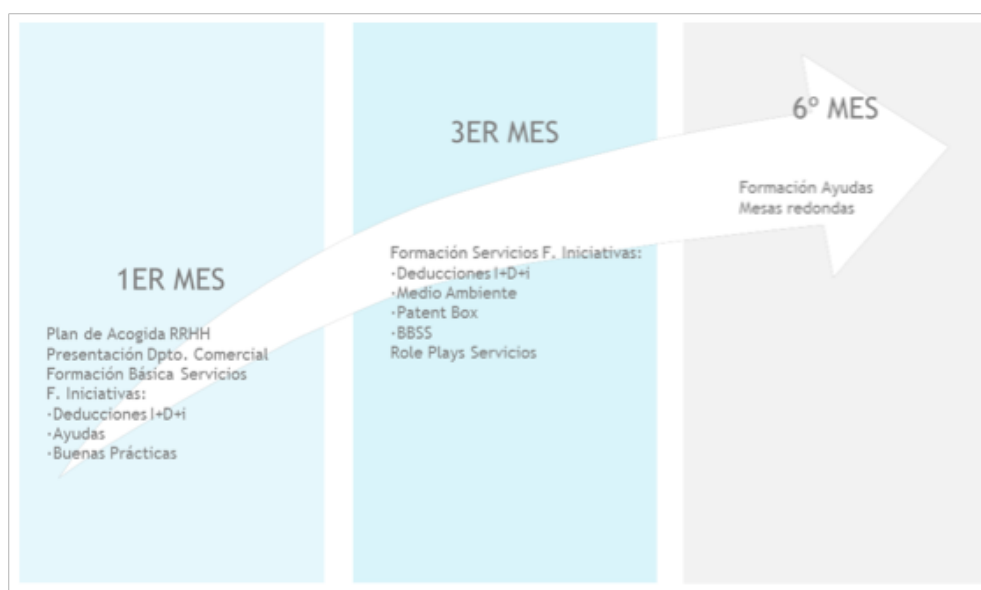 1ER MES
Plan de Acogida RRHH
Presentación Dpto. Comercial
Formación Básica Servicios
F. Iniciativas:
·Deducciones I+D+i
·Ayudas
·Buenas Prácticas
3ER MES
Formación Servicios F. Iniciativas:
·Deducciones I+D+i
·Medio Ambiente
·Patent Box
·BBSS
Role Plays Servicios
6º MES
Formación Ayudas
Mesas redondas